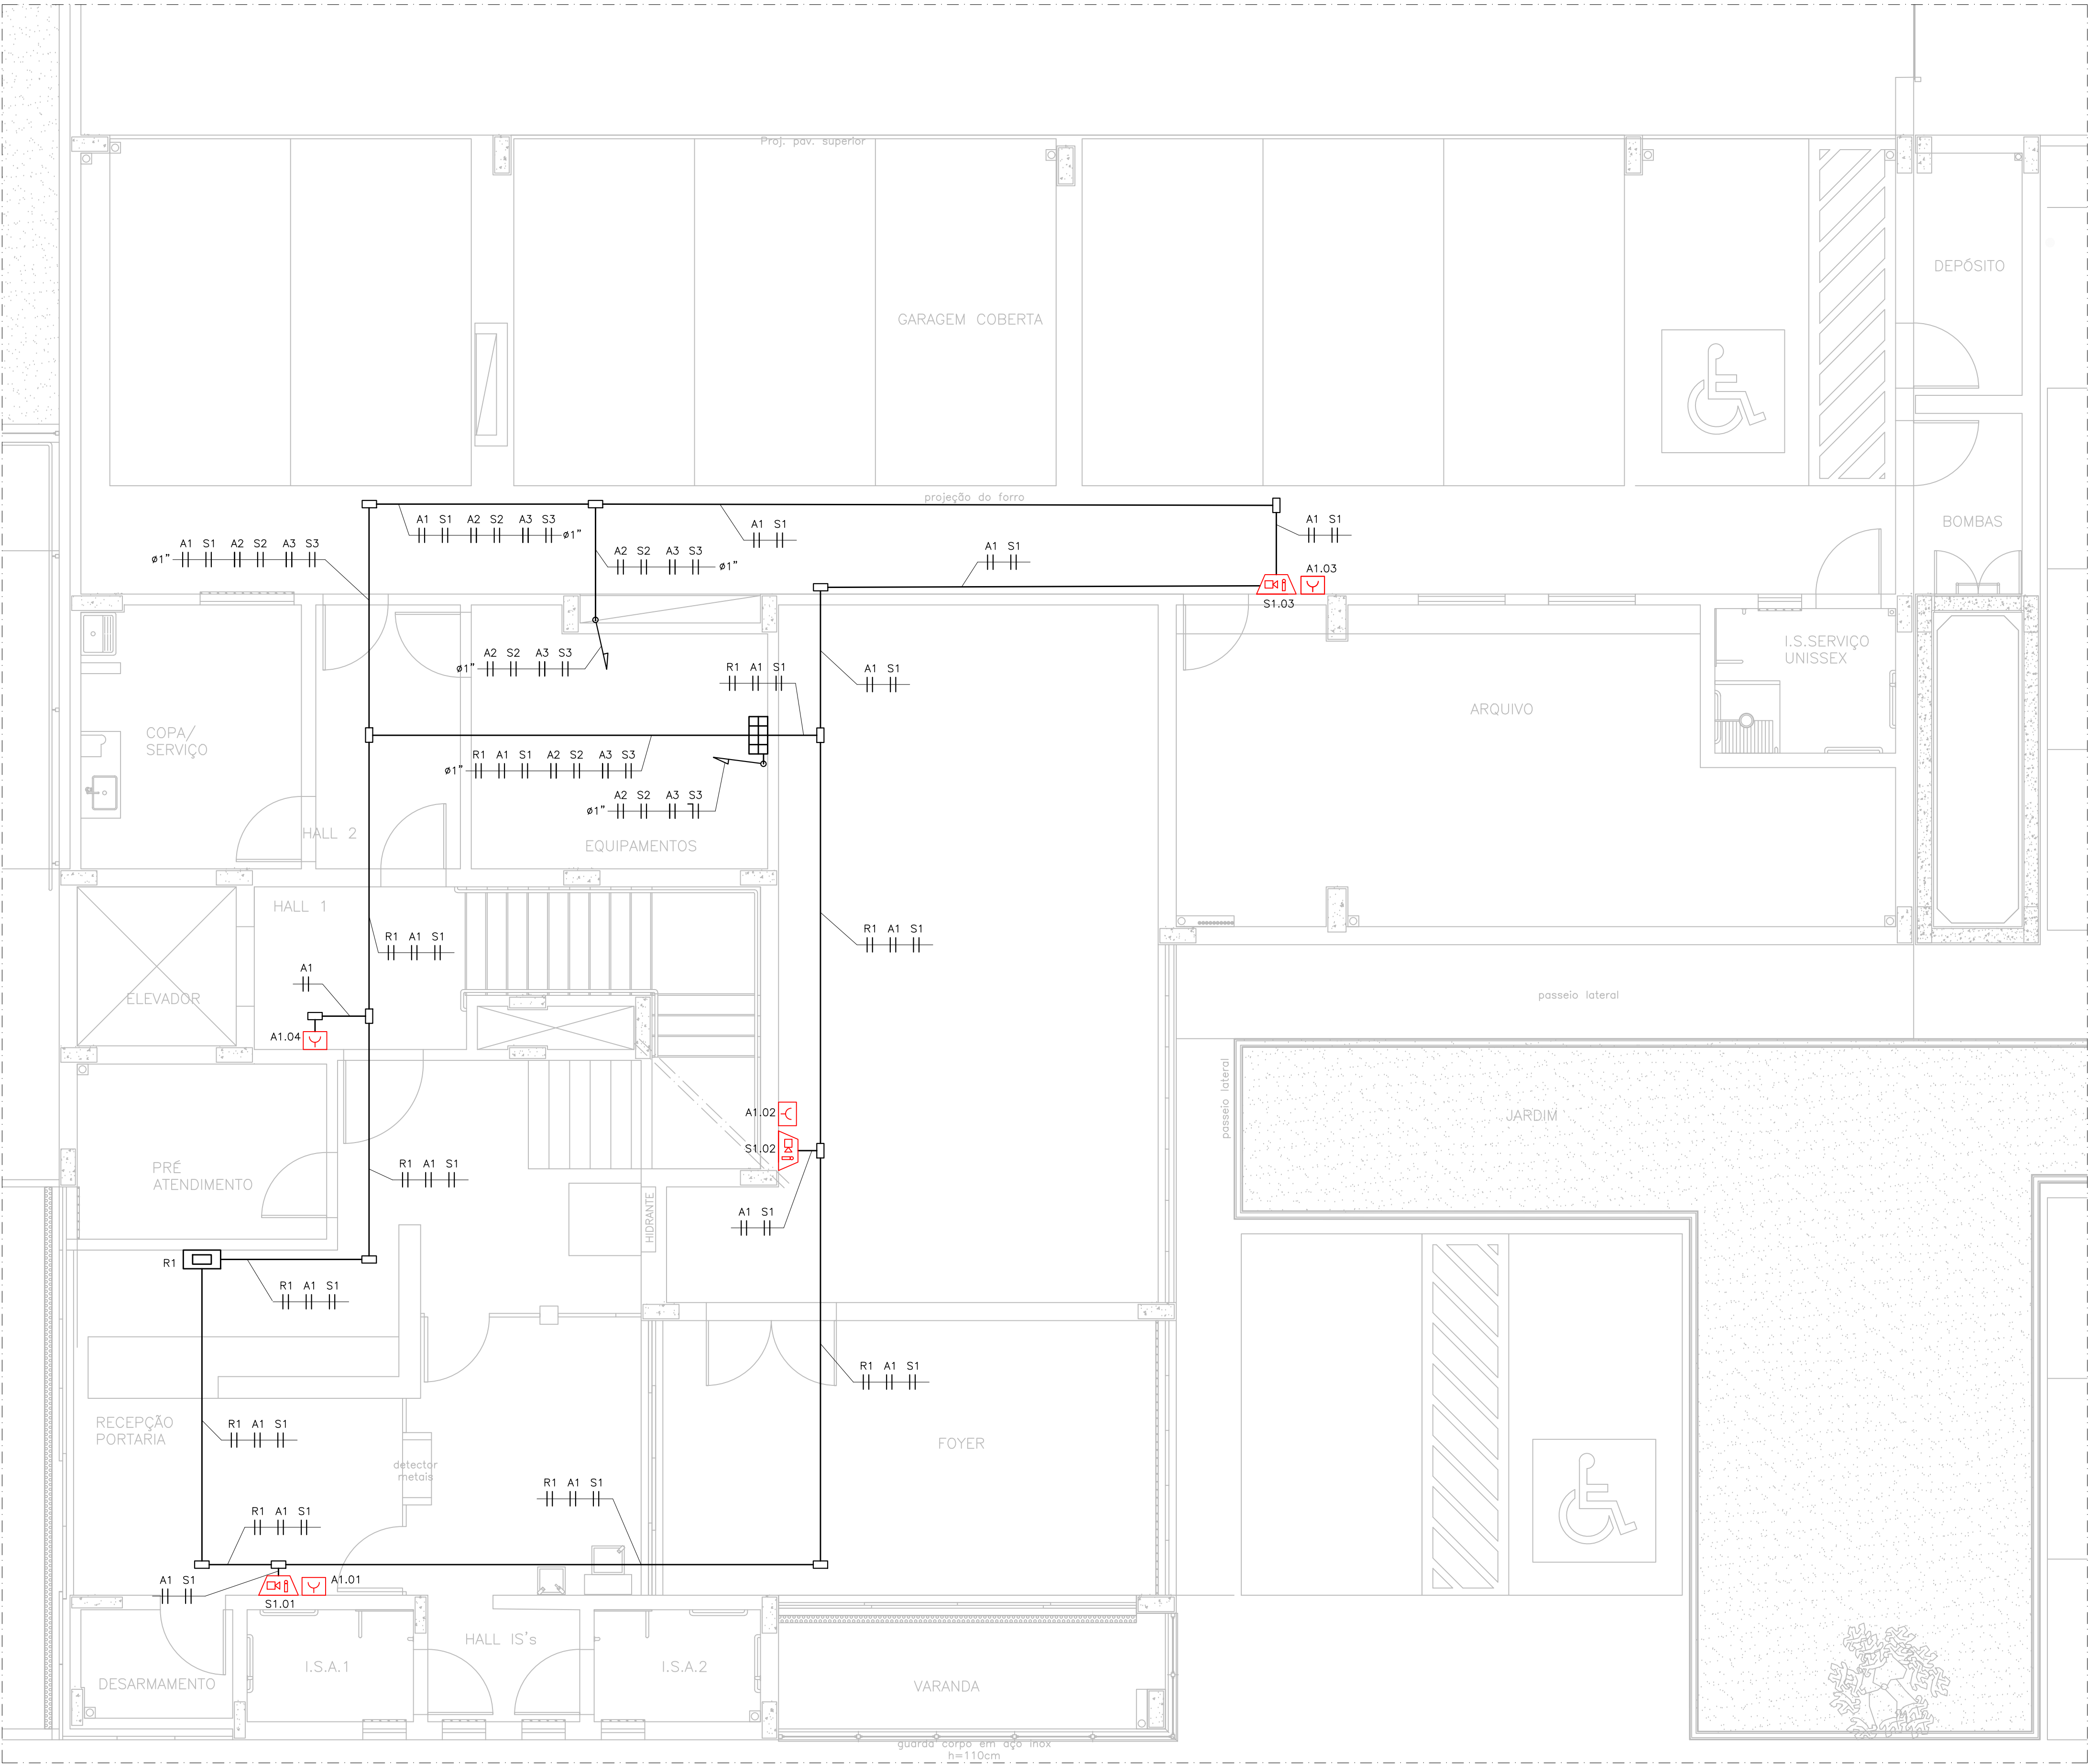 Proj. pav. superior
DEPÓSITO
GARAGEM COBERTA
projeção do forro
BOMBAS
A1 S1 A2 S2 A3 S3 ø1"
A1 S1
A1 S1
ø1" A1 S1 A2 S2 A3 S3
A2 S2 A3 S3 ø1"
A1 S1
A1.03
S1.03
I.S.SERVIÇO
UNISSEX
ø1" A2 S2 A3 S3
R1 A1 S1
A1 S1
ARQUIVO
COPA/
SERVIÇO
ø1" R1 A1 S1 A2 S2 A3 S3
ø1" A2 S2 A3 S3
HALL 2
EQUIPAMENTOS
HALL 1
R1 A1 S1
R1 A1 S1
A1
ELEVADOR
passeio lateral
A1.04
passeio lateral
A1.02
JARDIM
S1.02
PRÉ
ATENDIMENTO
R1 A1 S1
HIDRANTE
A1 S1
R1
R1 A1 S1
R1 A1 S1
RECEPÇÃO
PORTARIA
R1 A1 S1
FOYER
detector
metais
R1 A1 S1
R1 A1 S1
A1 S1
A1.01
S1.01
HALL IS's
I.S.A.1
I.S.A.2
DESARMAMENTO
VARANDA
guarda corpo em aço inox
h=110cm